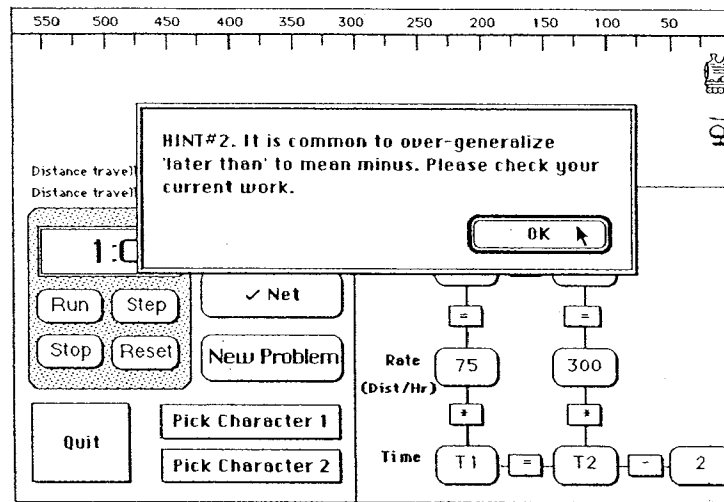 550 500 450 400 350 300 250 200 150 100 50
HINT#2. It is common to over-generalize
'later than' to mean minus. Please check your
current work.
OK
Distance travell
Distance travell
Run Step
Stop Reset
✓ Net
New Problem
Quit
Pick Character 1
Pick Character 2
= =
Rate 75 300
(Dist/Hr)
* *
Time T1 = T2 - 2